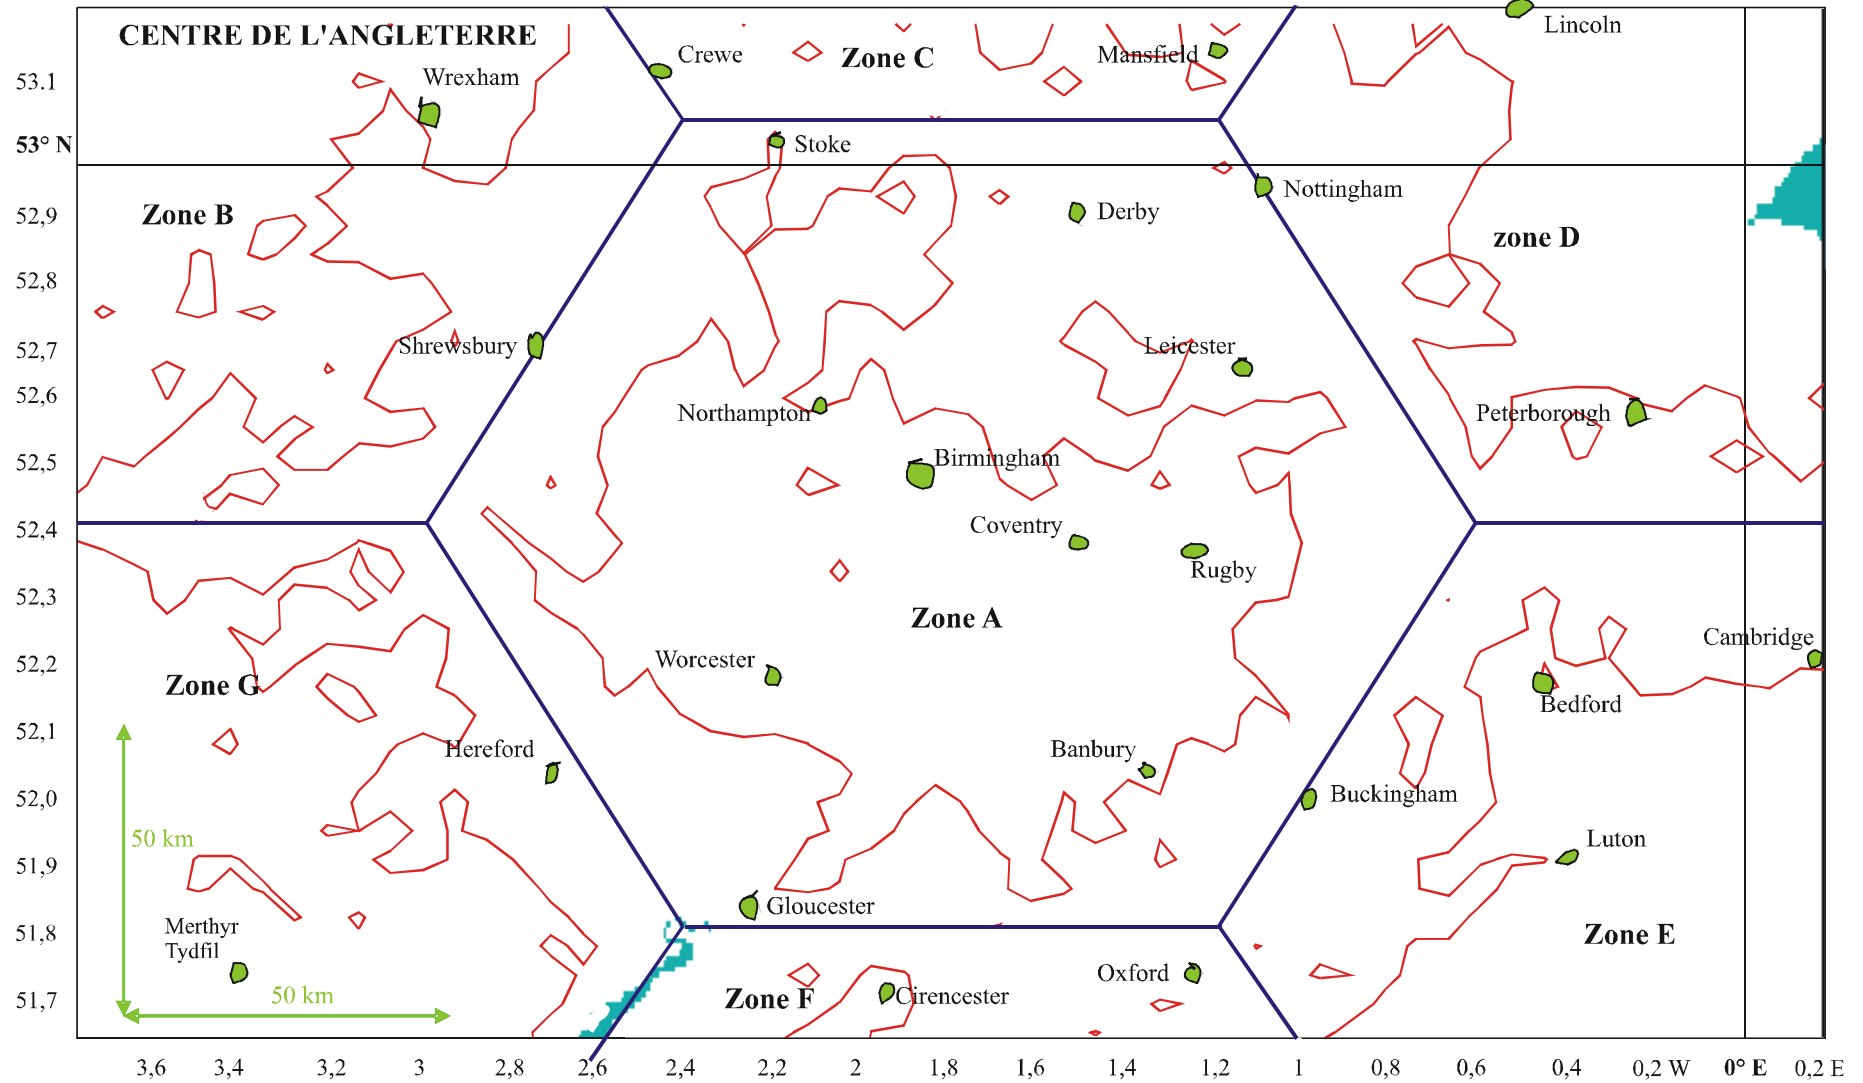 Lincoln
CENTRE DE L'ANGLETERRE
Crewe
Zone C
Mansfield
53.1
Wrexham
53° N
Stoke
Nottingham
52,9
Zone B
Derby
zone D
52,8
52,7
Shrewsbury
Leicester
52,6
Northampton
Peterborough
52,5
Birmingham
52,4
Coventry
Rugby
52,3
Zone A
Cambridge
52,2
Worcester
Zone G
Bedford
52,1
Hereford
Banbury
52,0
Buckingham
50 km
Luton
51,9
Gloucester
Merthyr
Tydfil
51,8
Zone E
Oxford
50 km
Zone F
Cirencester
51,7
3,6 3,4 3,2 3 2,8 2,6 2,4 2,2 2 1,8 1,6 1,4 1,2 1 0,8 0,6 0,4 0,2 W 0° E 0,2 E